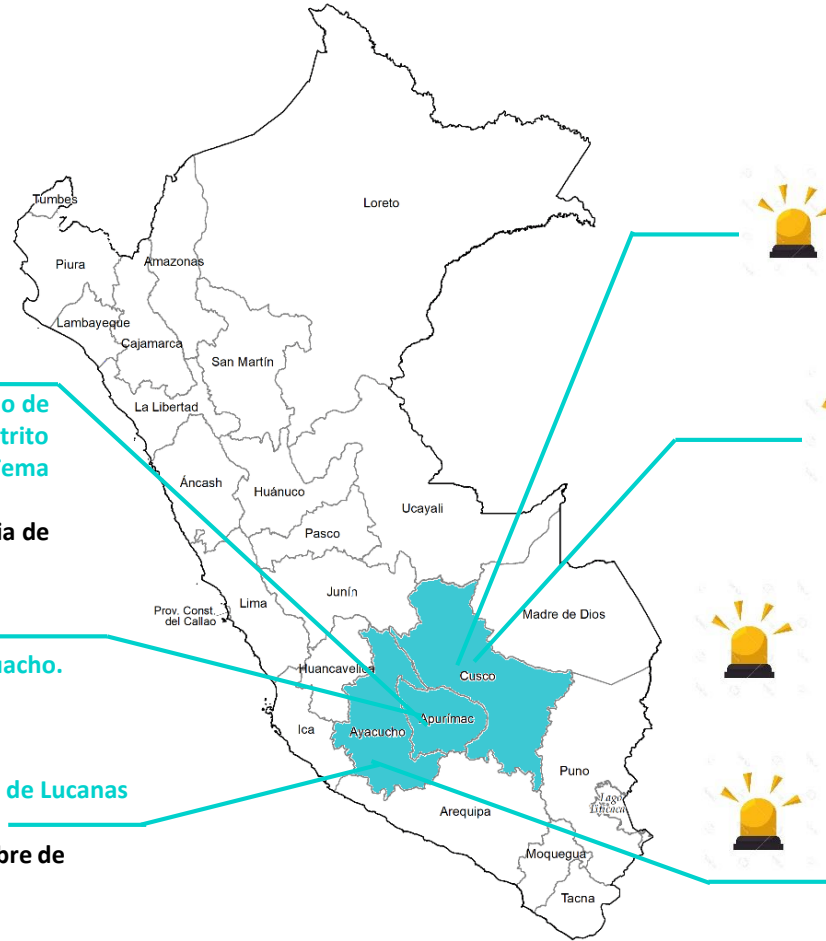 Tumbes
Loreto
Piura
Amazonas
Lambayeque
Cajamarca
San Martín
La Libertad
o de
trito
Tema
Áncash
Huánuco
Ucayali
ia de
Pasco
Junín
Lima
Prov. Const.
del Callao
Madre de Dios
Huancavelica
uacho.
Cusco
Apurímac
Ica
Ayacucho
Puno
de Lucanas
Lago
Titicaca
Arequipa
bre de
Moquegua
Tacna